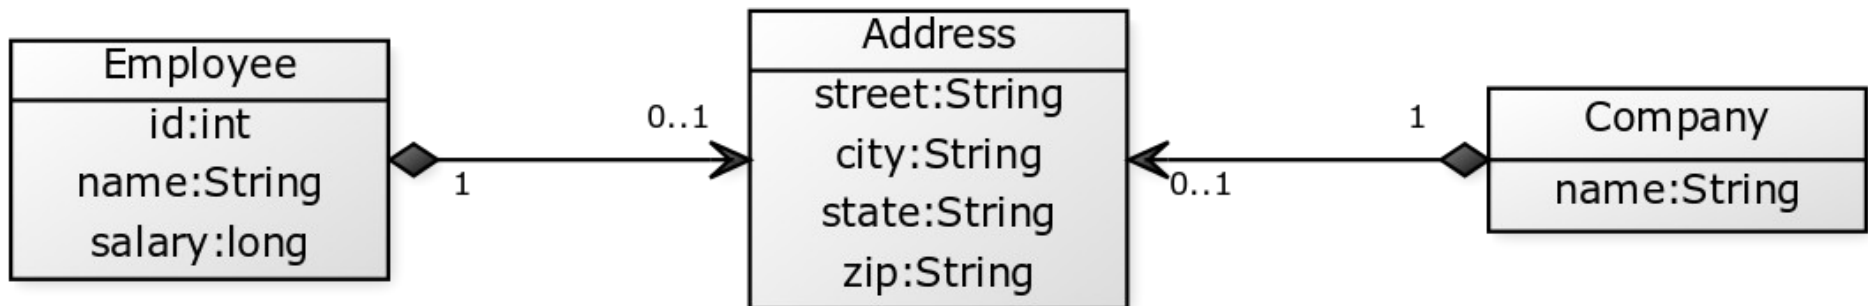 Employee
id:int
name:String
salary:long
1
0..1
Address
street:String
city:String
state:String
zip:String
0..1
1
Company
name:String